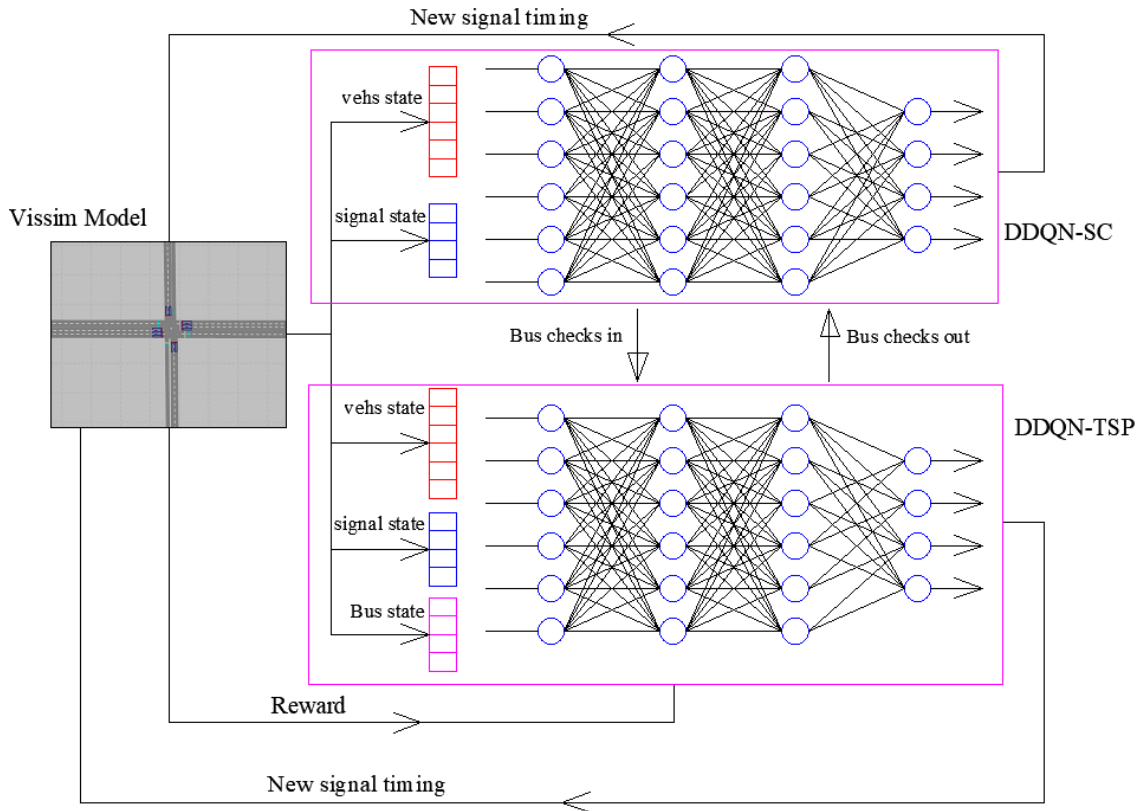 New signal timing
vehs state
Vissim Model
signal state
DDQN-SC
Bus checks in
Bus checks out
vehs state
DDQN-TSP
signal state
Bus state
Reward
New signal timing